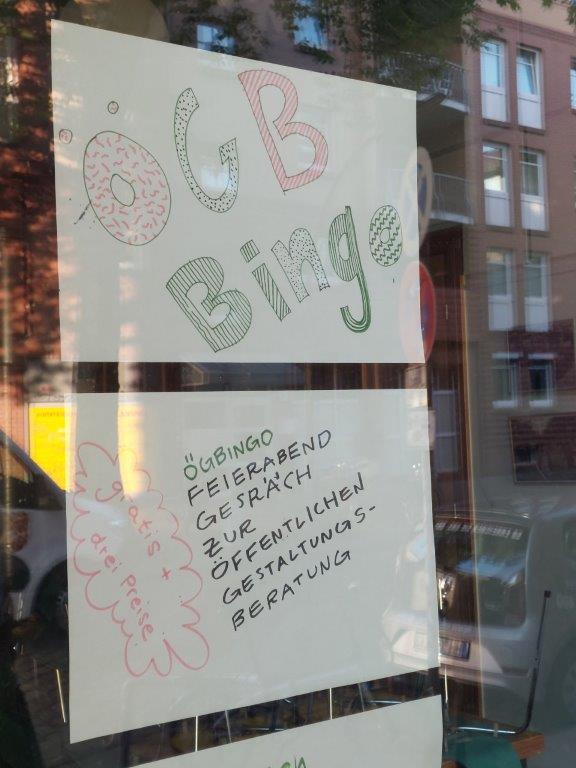 ÖGB
Bingo
ÖGBINGO
FEIERABEND
GESPRÄCH
ZUR
ÖFFENTLICHEN
GESTALTUNGS-
BERATUNG
gratis +
drei Preise